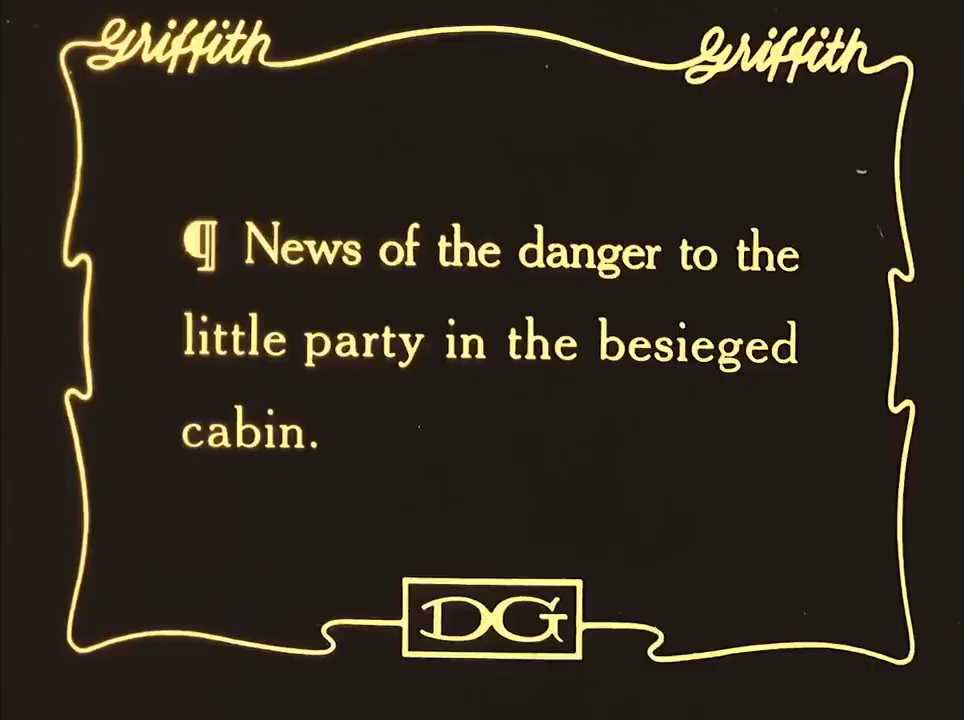 Griffith Griffith
¶ News of the danger to the
little party in the besieged
cabin.
DG